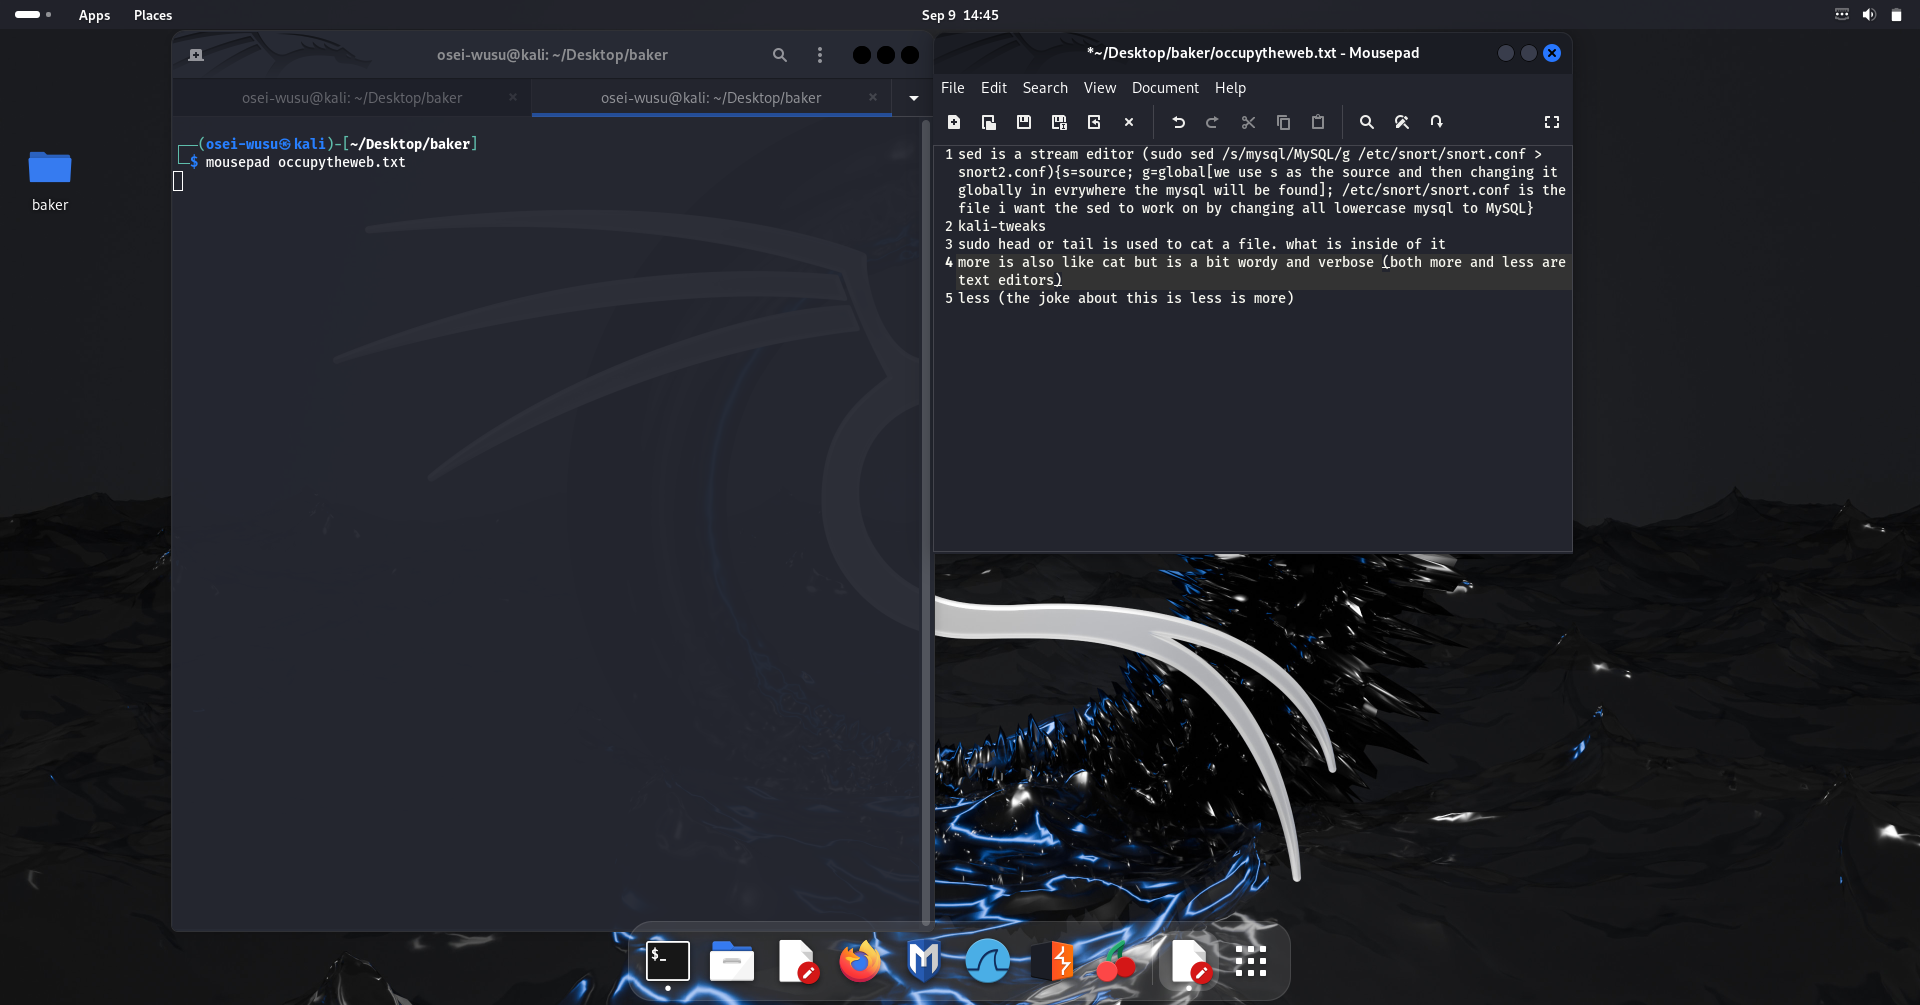 Apps Places Sep 9 14:45
osei-wusu@kali: ~/Desktop/baker
osei-wusu@kali: ~/Desktop/baker osei-wusu@kali: ~/Desktop/baker
(osei-wusu㉿kali)-[~/Desktop/baker]
$ mousepad occupytheweb.txt
baker
*~/Desktop/baker/occupytheweb.txt - Mousepad
File Edit Search View Document Help
1 sed is a stream editor (sudo sed /s/mysql/MySQL/g /etc/snort/snort.conf >
snort2.conf){s=source; g=global[we use s as the source and then changing it
globally in evrywhere the mysql will be found]; /etc/snort/snort.conf is the
file i want the sed to work on by changing all lowercase mysql to MySQL}
2 kali-tweaks
3 sudo head or tail is used to cat a file. what is inside of it
4 more is also like cat but is a bit wordy and verbose (both more and less are
text editors)
5 less (the joke about this is less is more)
$_